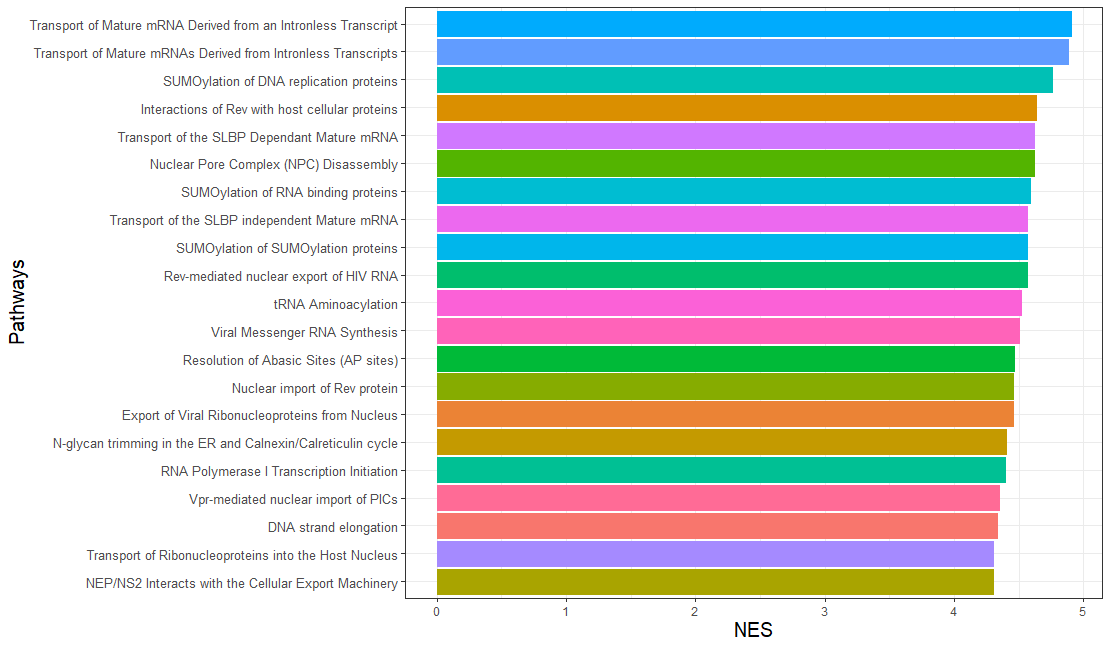 Transport of Mature mRNA Derived from an Intronless Transcript
Transport of Mature mRNAs Derived from Intronless Transcripts
SUMOylation of DNA replication proteins
Interactions of Rev with host cellular proteins
Transport of the SLBP Dependant Mature mRNA
Nuclear Pore Complex (NPC) Disassembly
SUMOylation of RNA binding proteins
Transport of the SLBP independent Mature mRNA
SUMOylation of SUMOylation proteins
Rev-mediated nuclear export of HIV RNA
tRNA Aminoacylation
Viral Messenger RNA Synthesis
Resolution of Abasic Sites (AP sites)
Nuclear import of Rev protein
Export of Viral Ribonucleoproteins from Nucleus
N-glycan trimming in the ER and Calnexin/Calreticulin cycle
RNA Polymerase I Transcription Initiation
Vpr-mediated nuclear import of PICs
DNA strand elongation
Transport of Ribonucleoproteins into the Host Nucleus
NEP/NS2 Interacts with the Cellular Export Machinery
Pathways
0 1 2 3 4 5
NES